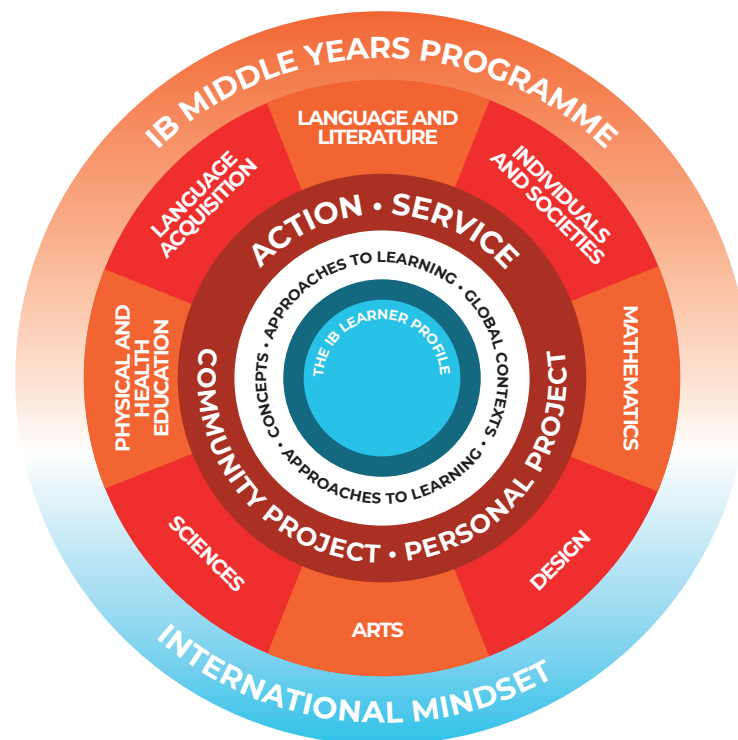 IB MIDDLE YEARS PROGRAMME
LANGUAGE AND
LITERATURE
INDIVIDUALS
AND SOCIETIES
MATHEMATICS
DESIGN
ARTS
SCIENCES
PHYSICAL AND
HEALTH
EDUCATION
LANGUAGE
ACQUISITION
ACTION • SERVICE
COMMUNITY PROJECT • PERSONAL PROJECT
• APPROACHES TO LEARNING • GLOBAL CONTEXTS
• CONCEPTS • APPROACHES TO LEARNING
THE IB LEARNER PROFILE
INTERNATIONAL MINDSET